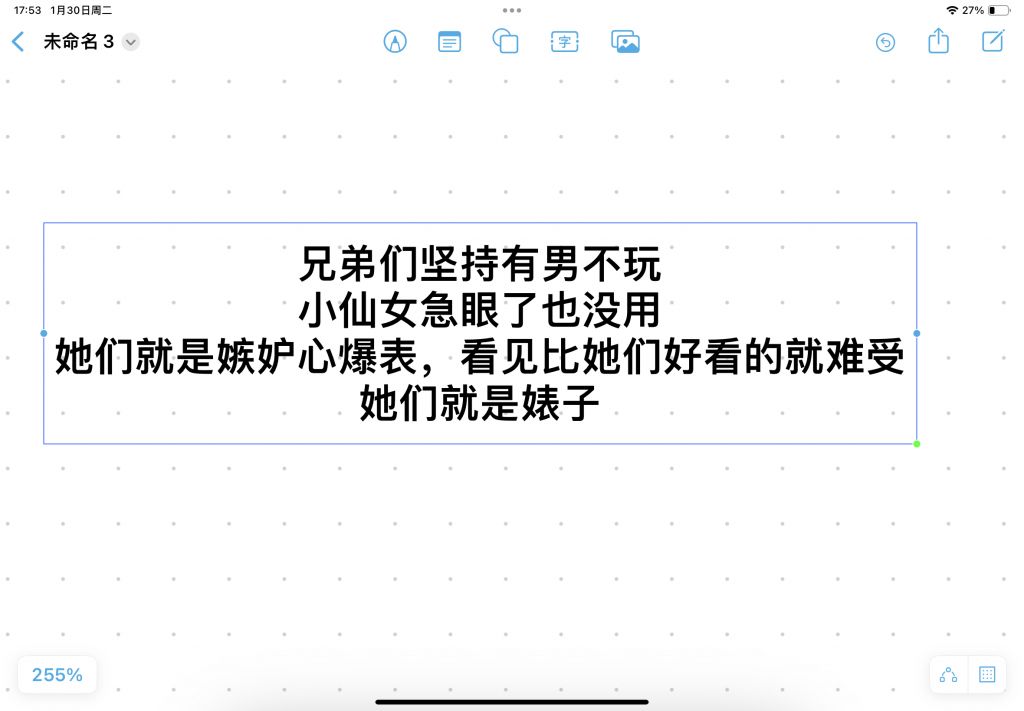 17:53 1月30日周二
27%
未命名 3
字
兄弟们坚持有男不玩
小仙女急眼了也没用
她们就是嫉妒心爆表，看见比她们好看的就难受
她们就是婊子
255%